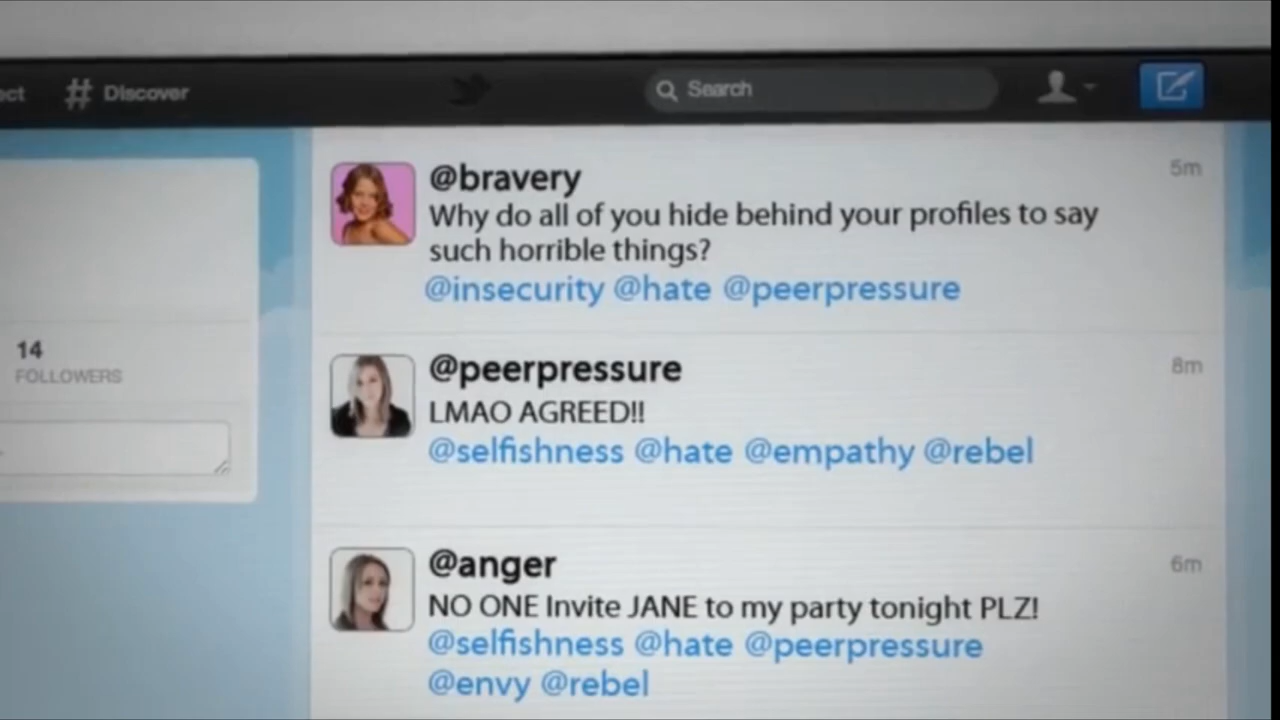 # Discover
Search
@bravery
5m
Why do all of you hide behind your profiles to say
such horrible things?
@insecurity @hate @peerpressure
14
FOLLOWERS
@peerpressure
8m
LMAO AGREED!!
@selfishness @hate @empathy @rebel
@anger
6m
NO ONE Invite JANE to my party tonight PLZ!
@selfishness @hate @peerpressure
@envy @rebel